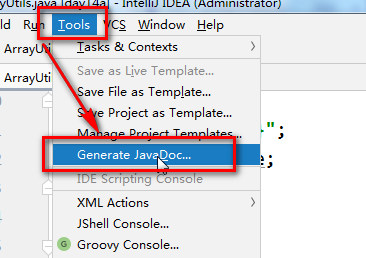 ayUtils.java [day14a] - IntelliJ IDEA (Administrator)
ld Run Tools VCS Window Help
ArrayUtil
Tasks & Contexts
Save as Live Template...
ArrayUti
Save File as Template...
Save Project as Template...
Manage Project Templates...
";
Generate JavaDoc...
;
IDE Scripting Console
XML Actions
JShell Console...
G Groovy Console...